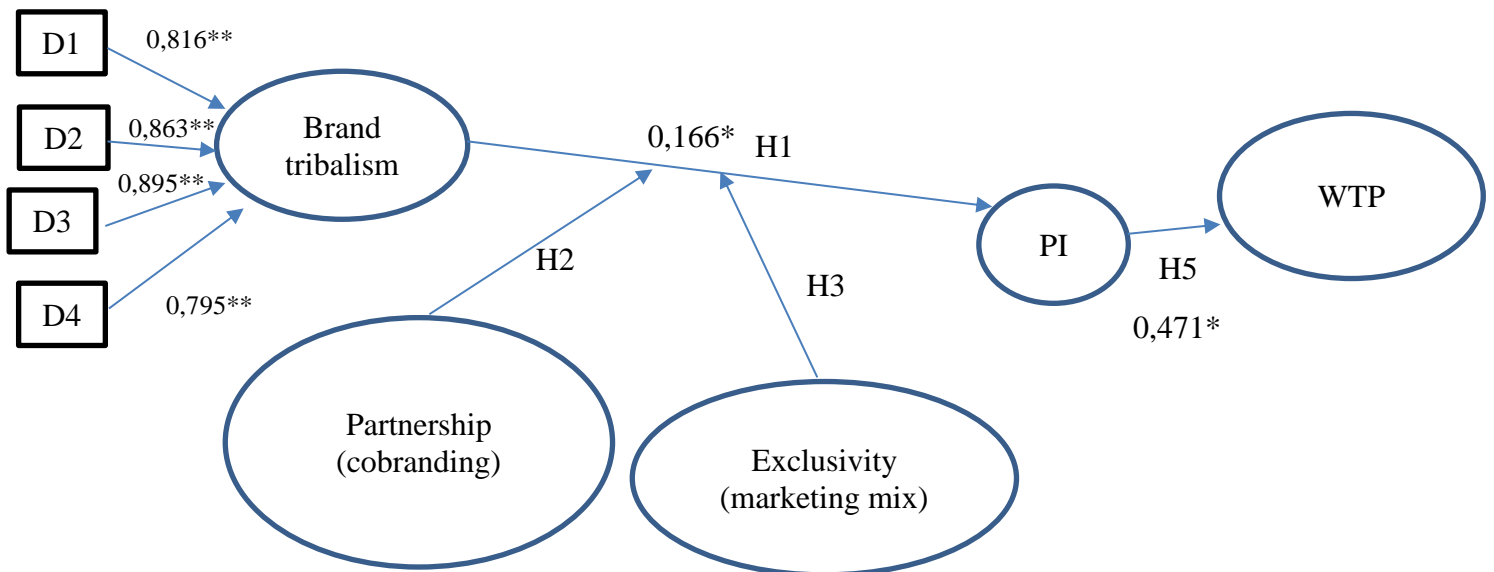 D1
0,816**
D2
0,863**
D3
0,895**
D4
0,795**
Brand
tribalism
0,166*
H1
H2
H3
PI
H5
0,471*
WTP
Partnership
(cobranding)
Exclusivity
(marketing mix)